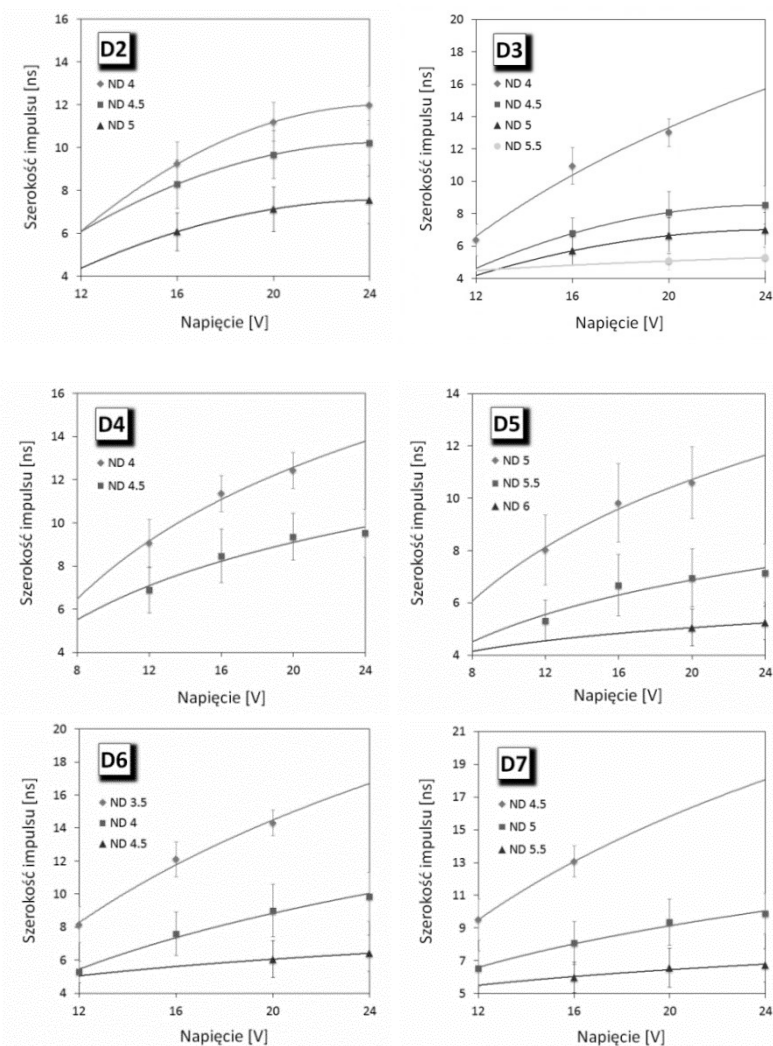 D2
ND 4
ND 4.5
ND 5
Szerokość impulsu [ns]
16
14
12
10
8
6
4
12 16 20 24
Napięcie [V]
D3
ND 4
ND 4.5
ND 5
ND 5.5
Szerokość impulsu [ns]
20
18
16
14
12
10
8
6
4
12 16 20 24
Napięcie [V]
D4
ND 4
ND 4.5
Szerokość impulsu [ns]
16
14
12
10
8
6
4
8 12 16 20 24
Napięcie [V]
D5
ND 5
ND 5.5
ND 6
Szerokość impulsu [ns]
14
12
10
8
6
4
8 12 16 20 24
Napięcie [V]
D6
ND 3.5
ND 4
ND 4.5
Szerokość impulsu [ns]
20
18
16
14
12
10
8
6
4
12 16 20 24
Napięcie [V]
D7
ND 4.5
ND 5
ND 5.5
Szerokość impulsu [ns]
21
19
17
15
13
11
9
7
5
12 16 20 24
Napięcie [V]